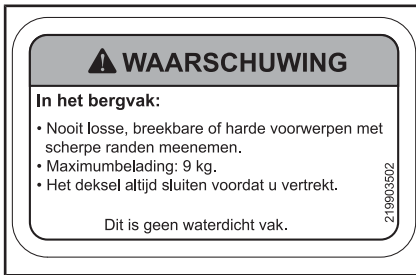 WAARSCHUWING
In het bergvak:
• Nooit losse, breekbare of harde voorwerpen met
scherpe randen meenemen.
• Maximumbelading: 9 kg.
• Het deksel altijd sluiten voordat u vertrekt.
Dit is geen waterdicht vak.
219903502